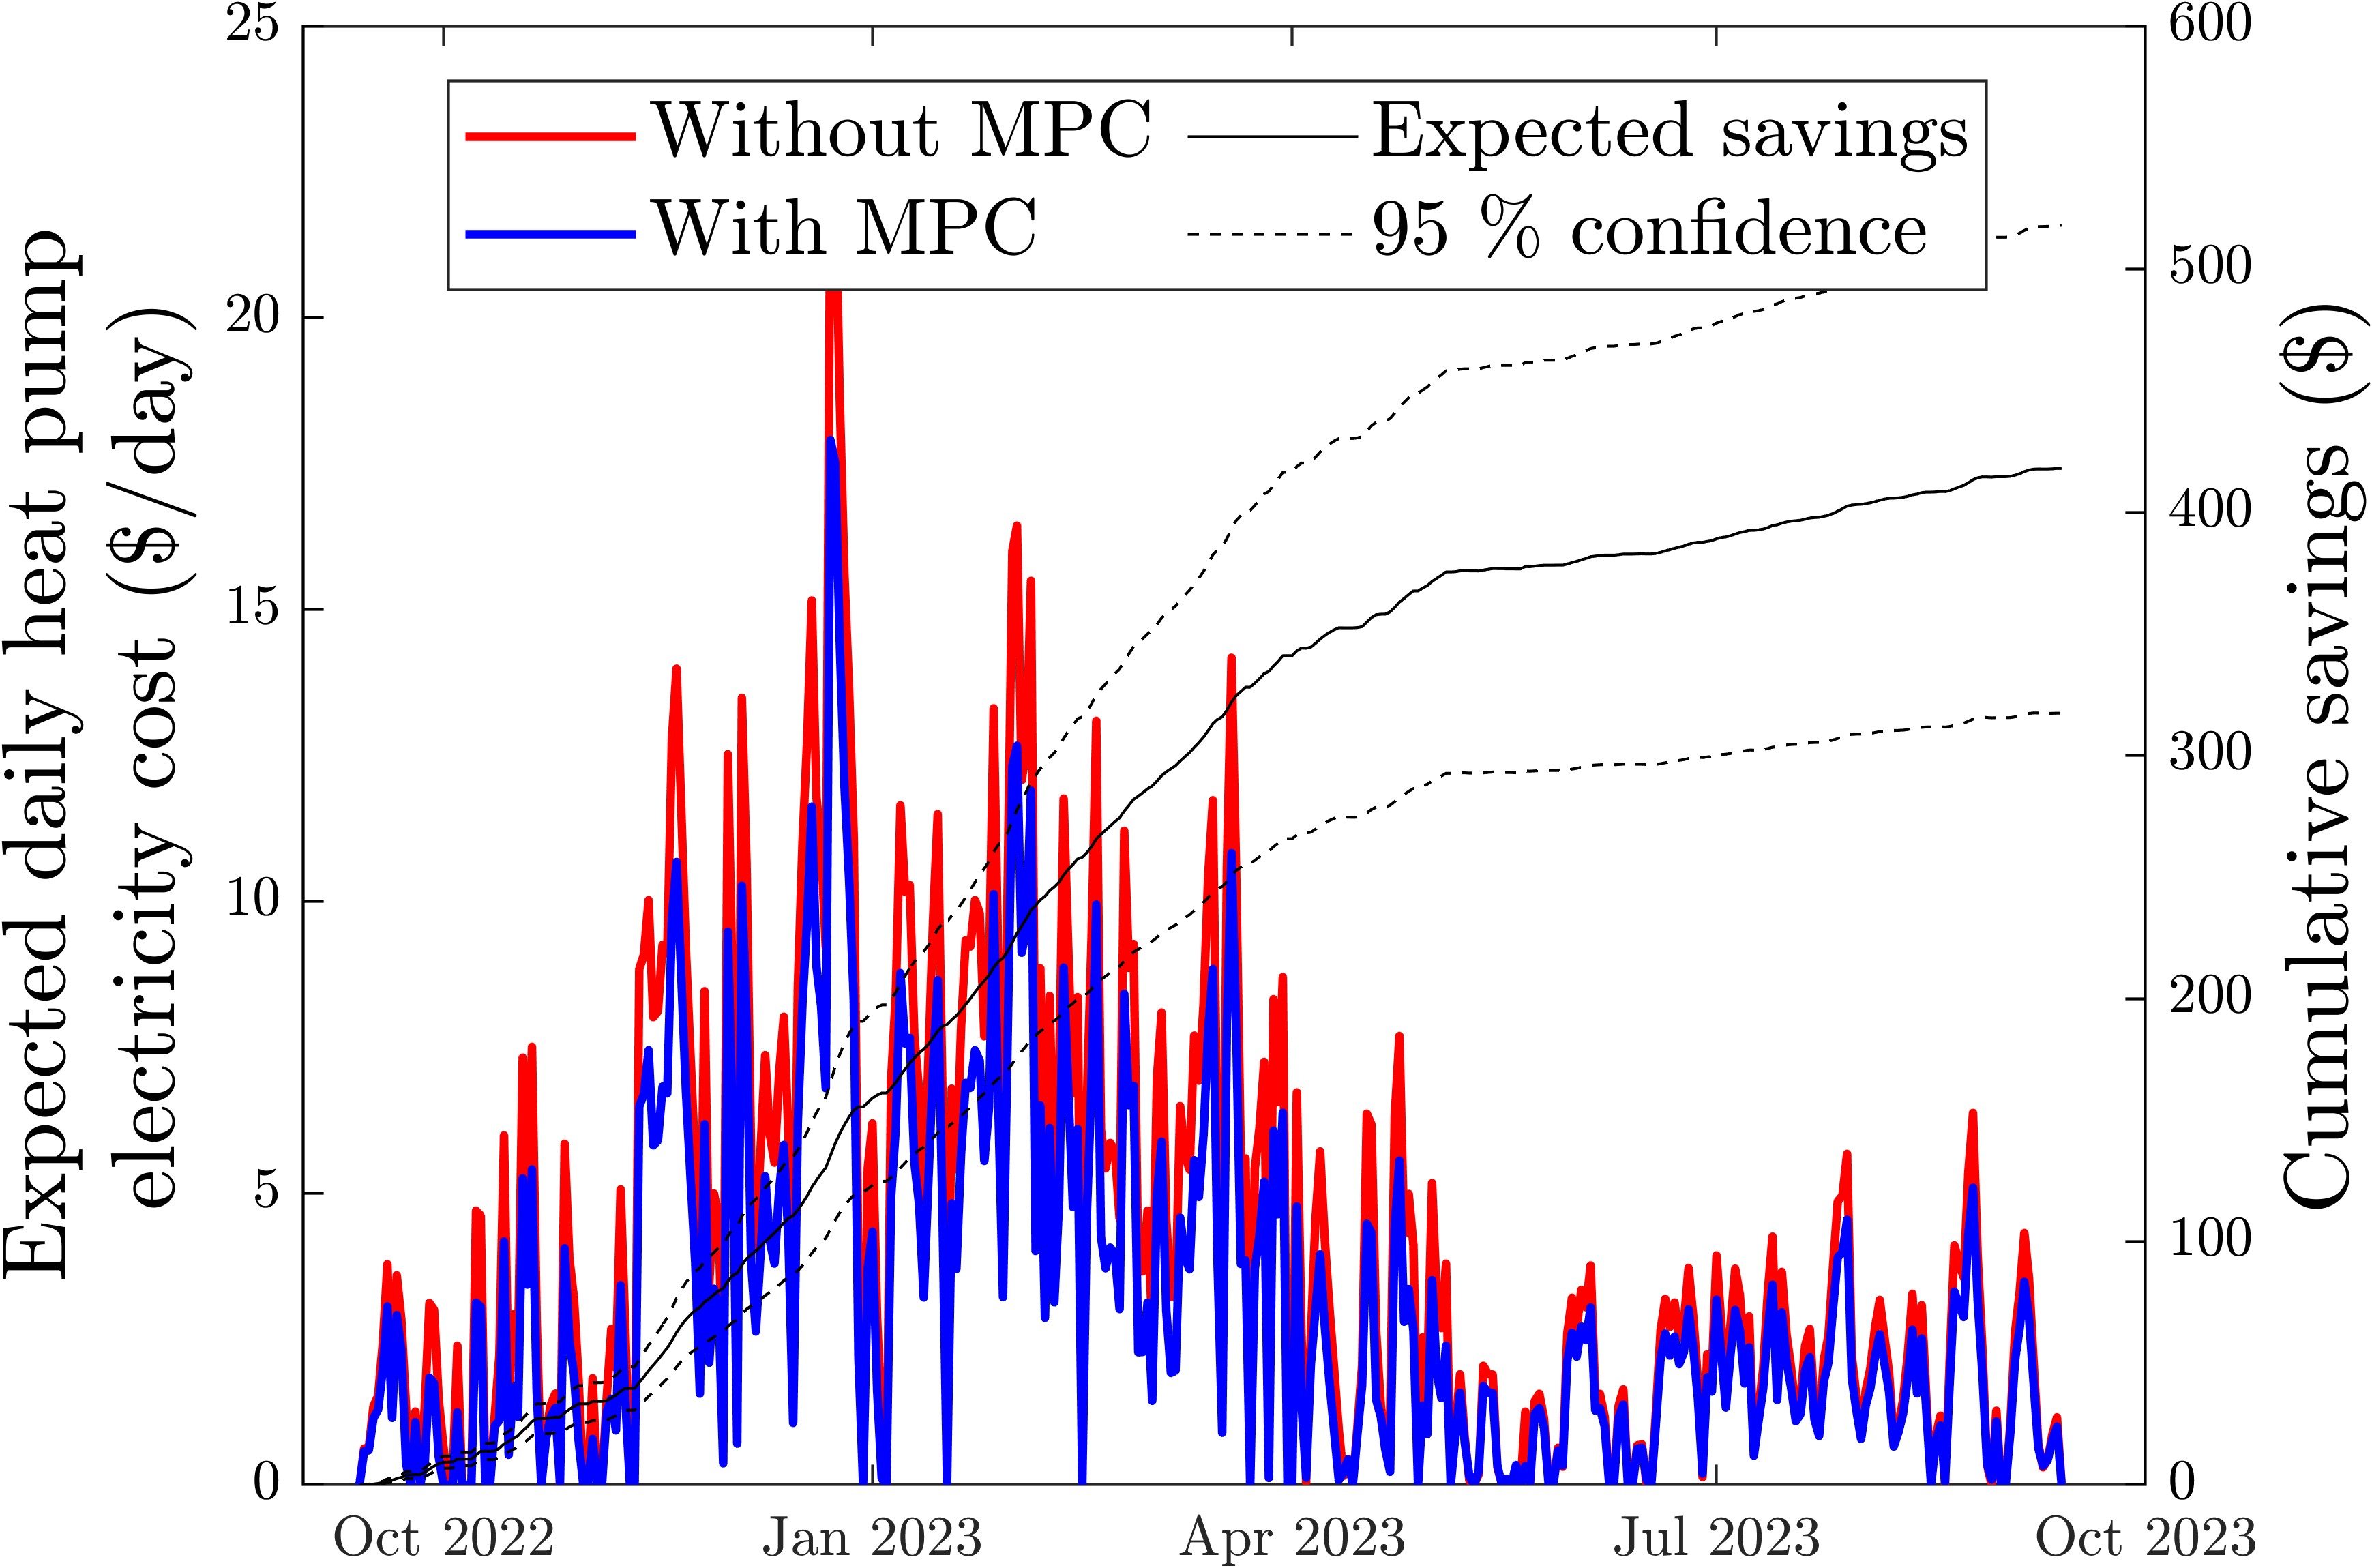 Expected daily heat pump
electricity cost ($/day)
25
20
15
10
5
0
Without MPC
With MPC
Expected savings
95 % confidence
600
500
400
300
200
100
0
Cumulative savings ($)
Oct 2022
Jan 2023
Apr 2023
Jul 2023
Oct 2023